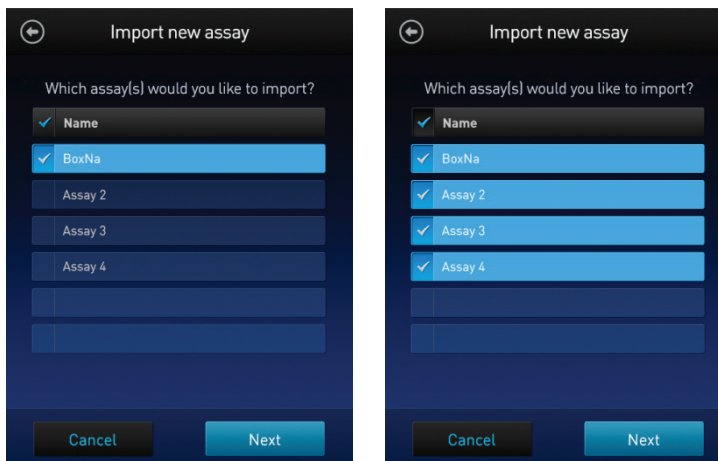 Import new assay
Which assay(s) would you like to import?
Name
BoxNa
Assay 2
Assay 3
Assay 4
Cancel
Next
Import new assay
Which assay(s) would you like to import?
Name
BoxNa
Assay 2
Assay 3
Assay 4
Cancel
Next